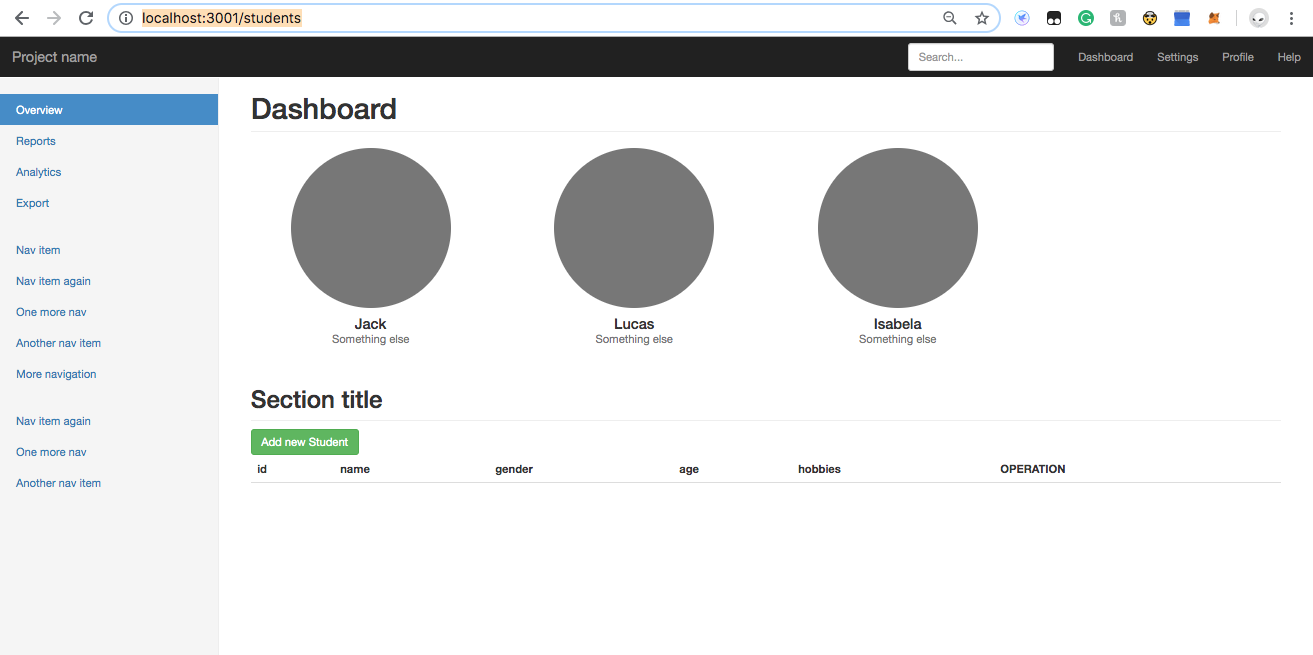 localhost:3001/students
Project name
Search...
Dashboard
Settings
Profile
Help
Overview
Reports
Analytics
Export
Nav item
Nav item again
One more nav
Another nav item
More navigation
Nav item again
One more nav
Another nav item
Dashboard
Jack
Something else
Lucas
Something else
Isabela
Something else
Section title
Add new Student
id name gender age hobbies OPERATION